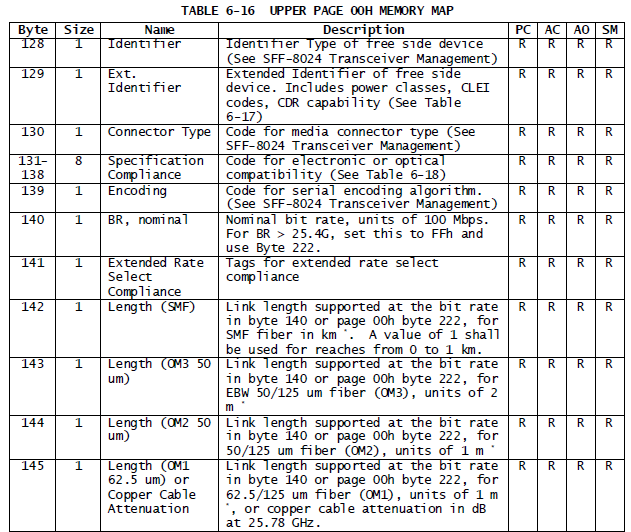 TABLE 6-16 UPPER PAGE 00H MEMORY MAP
Byte Size Name Description PC AC AO SM
128 1 Identifier Identifier Type of free side device R R R R
(See SFF-8024 Transceiver Management)
129 1 Ext. Extended Identifier of free side R R R R
Identifier device. Includes power classes, CLEI
codes, CDR capability (See Table
6-17)
130 1 Connector Type Code for media connector type (See R R R R
SFF-8024 Transceiver Management)
131- 8 Specification Code for electronic or optical R R R R
138 Compliance compatibility (See Table 6-18)
139 1 Encoding Code for serial encoding algorithm. R R R R
(See SFF-8024 Transceiver Management)
140 1 BR, nominal Nominal bit rate, units of 100 Mbps. R R R R
For BR > 25.4G, set this to FFh and
use Byte 222.
141 1 Extended Rate Tags for extended rate select R R R R
Select compliance
Compliance
142 1 Length (SMF) Link length supported at the bit rate R R R R
in byte 140 or page 00h byte 222, for
SMF fiber in km *. A value of 1 shall
be used for reaches from 0 to 1 km.
143 1 Length (OM3 50 Link length supported at the bit rate R R R R
um) in byte 140 or page 00h byte 222, for
EBW 50/125 um fiber (OM3), units of 2
m *
144 1 Length (OM2 50 Link length supported at the bit rate R R R R
um) in byte 140 or page 00h byte 222, for
50/125 um fiber (OM2), units of 1 m *
145 1 Length (OM1 Link length supported at the bit rate R R R R
62.5 um) or in byte 140 or page 00h byte 222, for
Copper Cable 62.5/125 um fiber (OM1), units of 1 m
Attenuation *, or copper cable attenuation in dB
at 25.78 GHz.